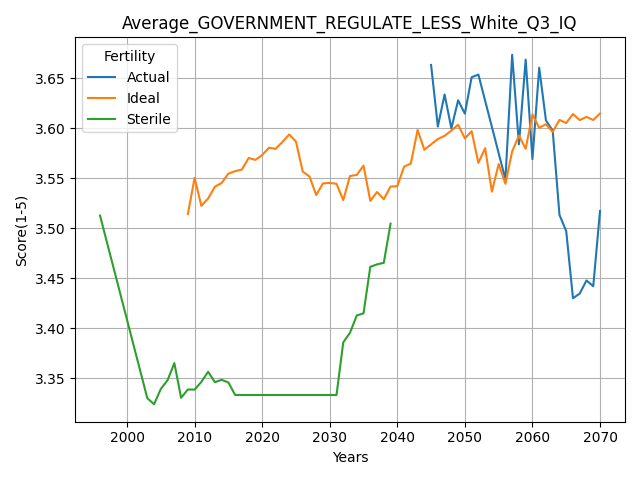 Average_GOVERNMENT_REGULATE_LESS_White_Q3_IQ
Fertility
Actual
Ideal
Sterile
Score(1-5)
3.65
3.60
3.55
3.50
3.45
3.40
3.35
2000 2010 2020 2030 2040 2050 2060 2070
Years